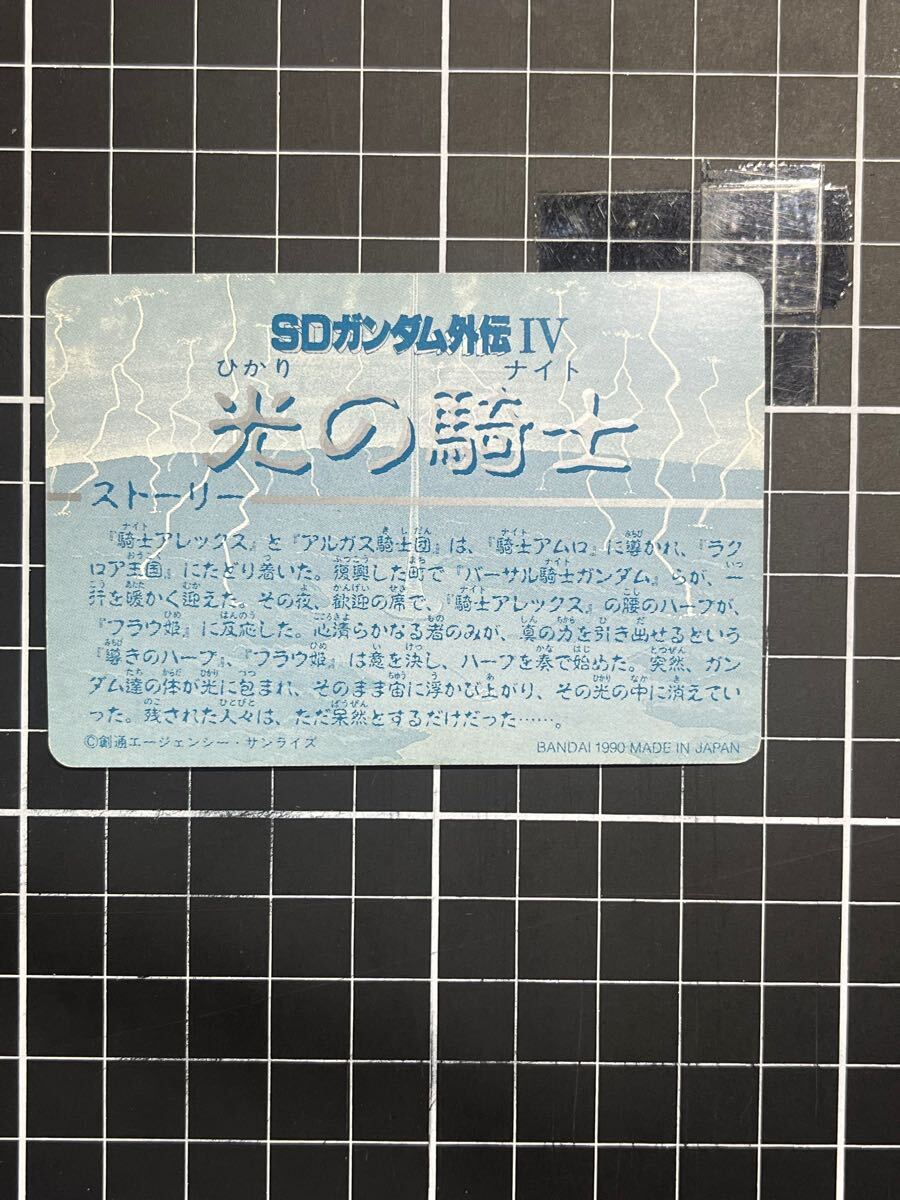 SDガンダム外伝 IV
ひかり ナイト
光の騎士
ストーリー
『騎士アレックス』と『アルガス騎士団』は、『騎士アムロ』に導かれ、『ラク
ロア王国』にたどり着いた。復興した町で『バーサル騎士ガンダム』らが、一
行を暖かく迎えた。その夜、歓迎の席で、『騎士アレックス』の腰のハープが、
『フラウ姫』に反応した。心清らかなる者のみが、真の力を引き出せるという
『導きのハープ』、『フラウ姫』は意を決し、ハープを奏で始めた。突然、ガン
ダム達の体が光に包まれ、そのまま宙に浮かび上がり、その光の中に消えてい
った。残された人々は、ただ呆然とするだけだった……。
©創通エージェンシー・サンライズ
BANDAI 1990 MADE IN JAPAN